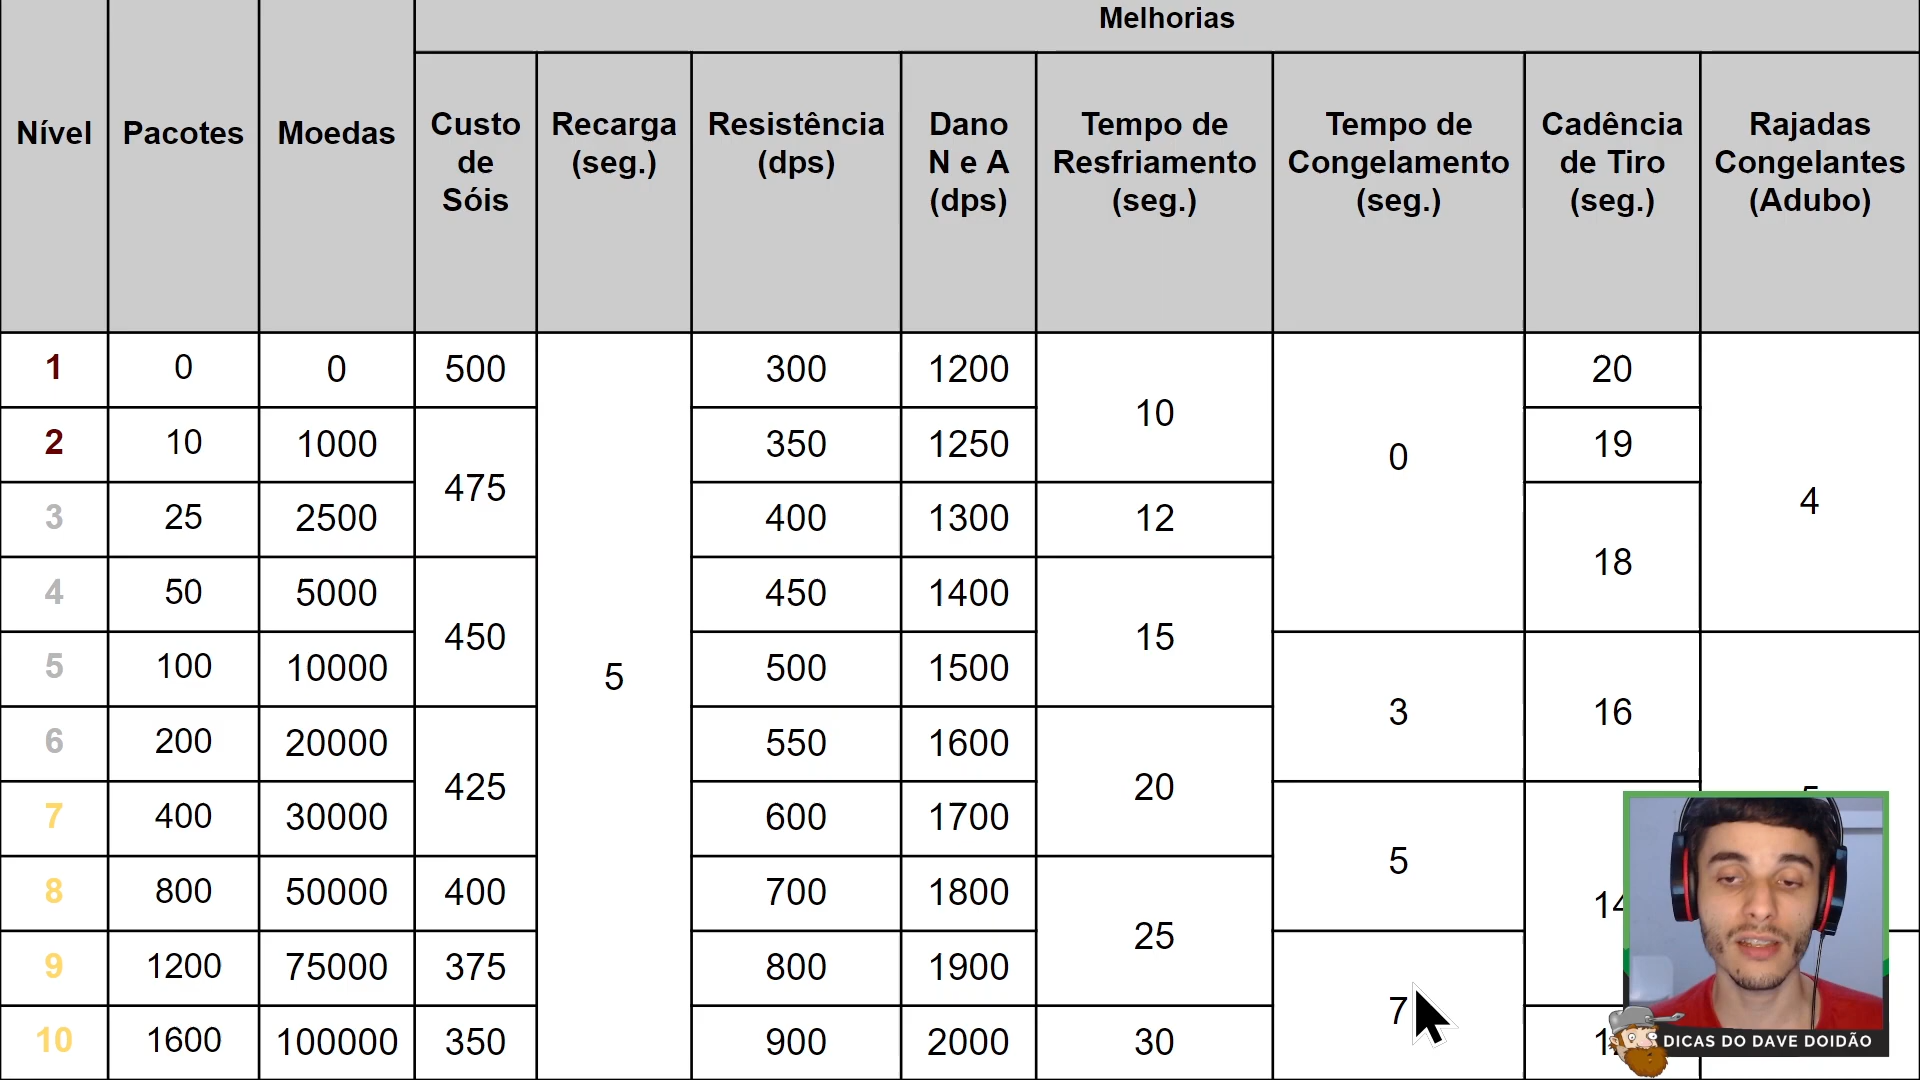 Melhorias
Nível Pacotes Moedas Custo de Sóis Recarga (seg.) Resistência (dps) Dano N e A (dps) Tempo de Resfriamento (seg.) Tempo de Congelamento (seg.) Cadência de Tiro (seg.) Rajadas Congelantes (Adubo)
1 0 0 500 5 300 1200 10 0 20 4
2 10 1000 475 350 1250 19
3 25 2500 400 1300 12 18
4 50 5000 450 450 1400 15
5 100 10000 500 1500 3 16
6 200 20000 425 550 1600 20
7 400 30000 600 1700 5
8 800 50000 400 700 1800 25
9 1200 75000 375 800 1900 7
10 1600 100000 350 900 2000 30
DICAS DO DAVE DOIDÃO